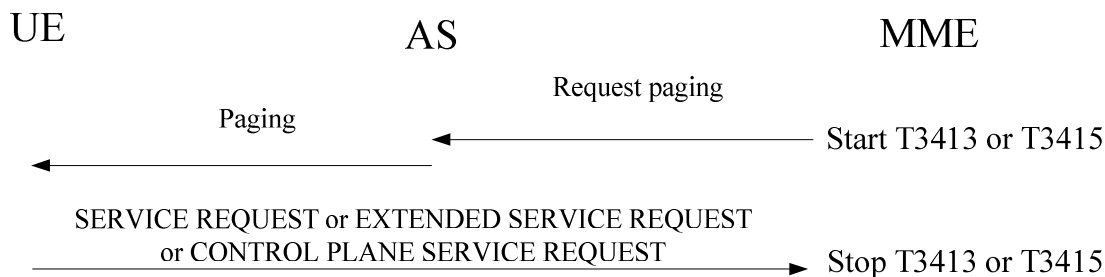 UE
AS
MME
Request paging
Paging
Start T3413 or T3415
SERVICE REQUEST or EXTENDED SERVICE REQUEST
or CONTROL PLANE SERVICE REQUEST
Stop T3413 or T3415